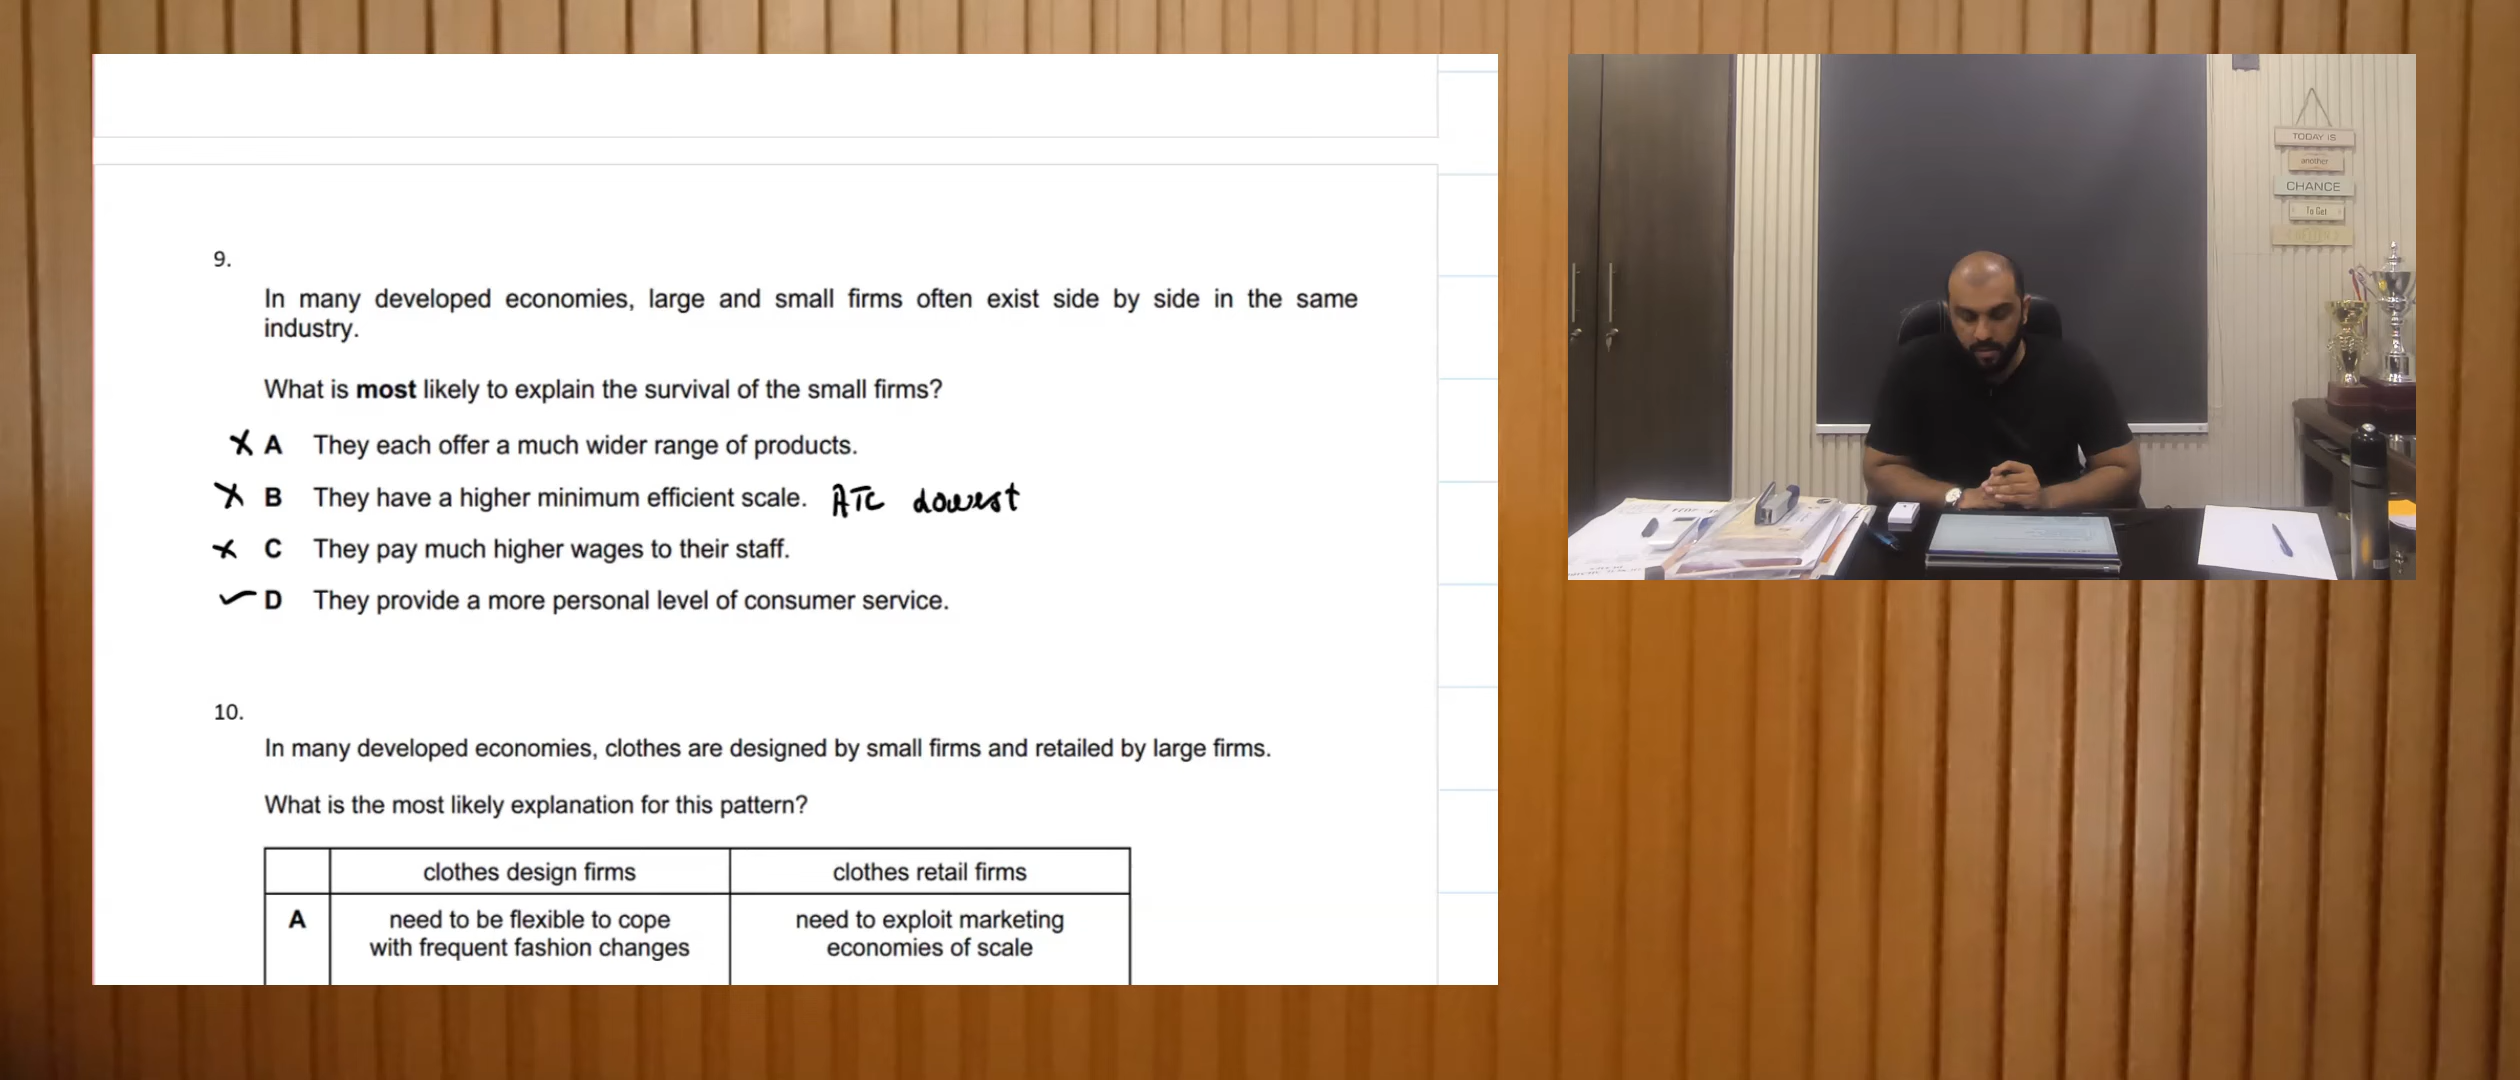 9.
In many developed economies, large and small firms often exist side by side in the same
industry.
What is most likely to explain the survival of the small firms?
X A They each offer a much wider range of products.
X B They have a higher minimum efficient scale. ATC lowest
X C They pay much higher wages to their staff.
✓ D They provide a more personal level of consumer service.
10.
In many developed economies, clothes are designed by small firms and retailed by large firms.
What is the most likely explanation for this pattern?
clothes design firms clothes retail firms
A need to be flexible to cope need to exploit marketing
with frequent fashion changes economies of scale
TODAY IS
another
CHANCE
To Get